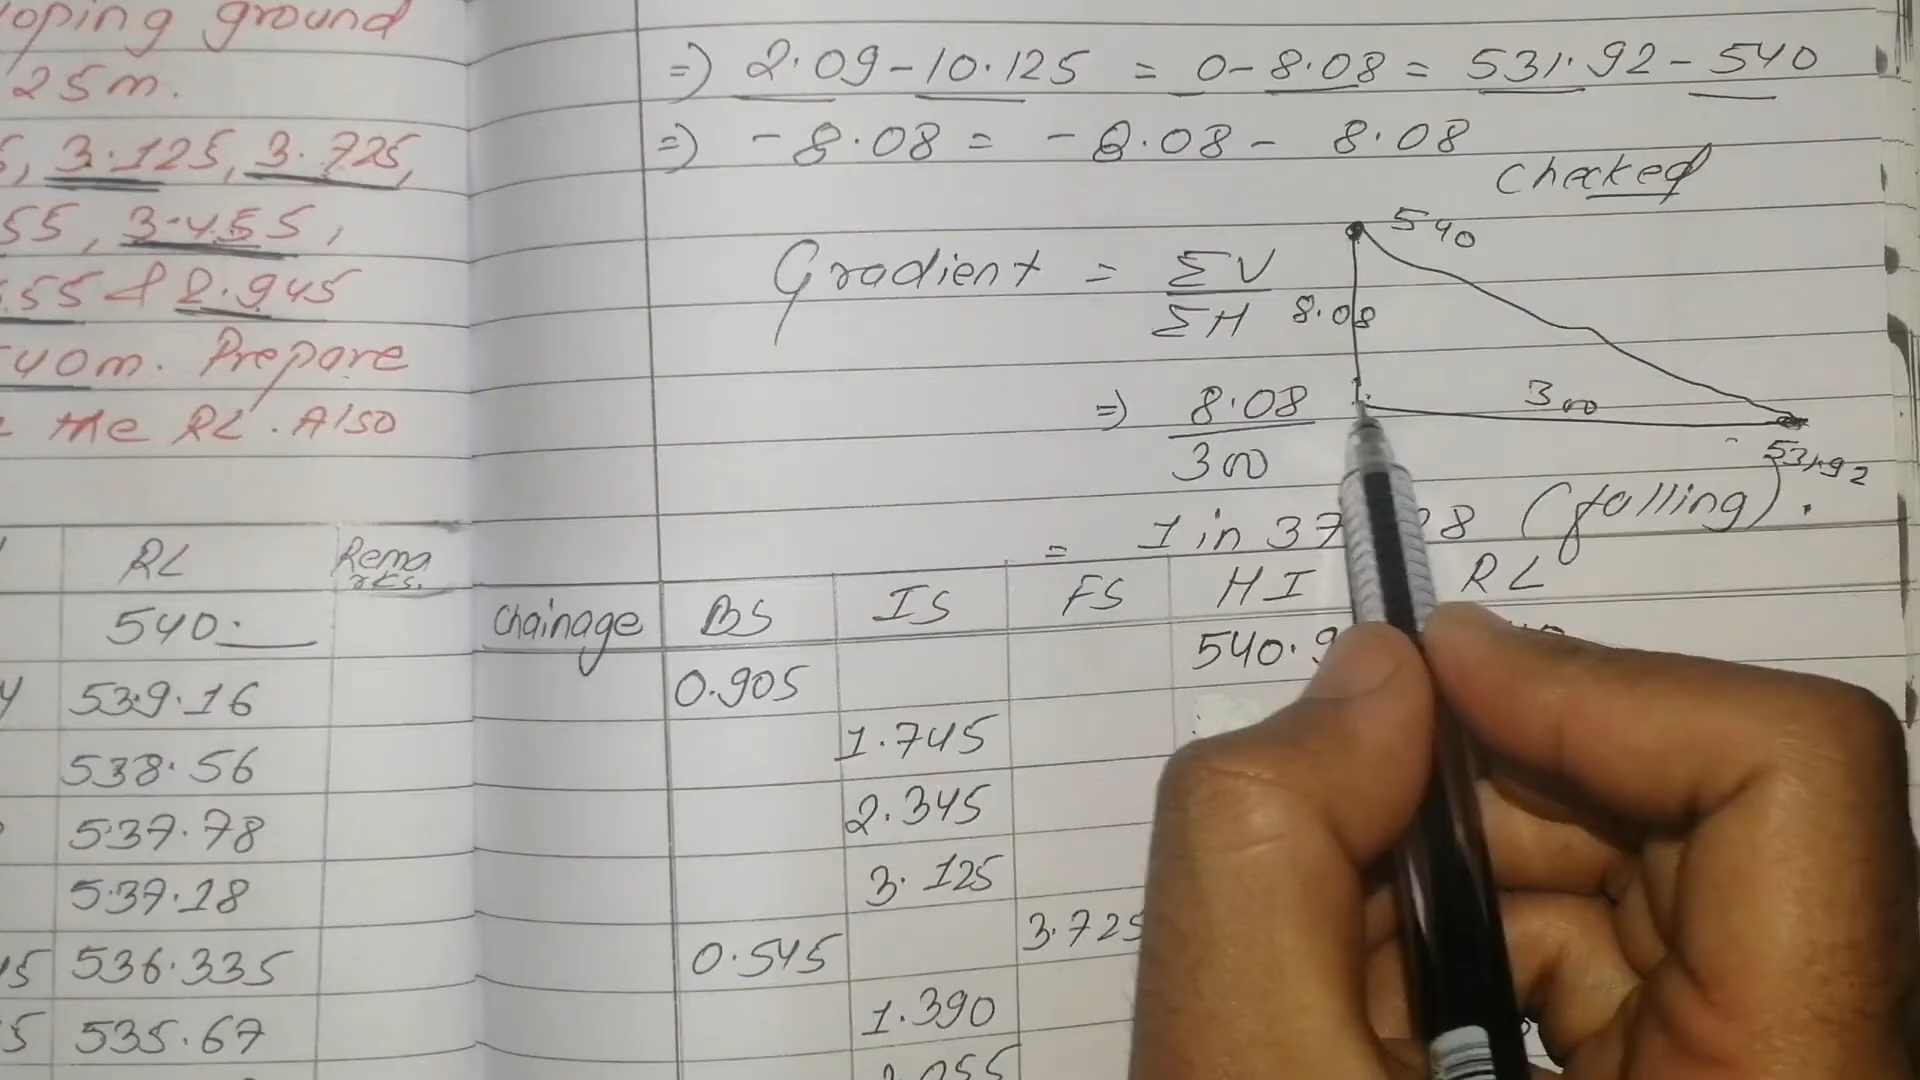 oping ground
25m.
5, 3.125, 3.725,
55, 3.455,
.55 & 2.945
540m. Prepare
the RL. Also
RL Remarks.
540.
539.16
538.56
537.78
537.18
536.335
535.67
=) 2.09-10.125 = 0-8.08 = 531.92-540
=) -8.08 = -8.08 - 8.08
Checked
Gradient = ΣV
ΣH
540
8.08
300
531.92
=) 8.08
300
= 1 in 37 (falling).
Chainage BS IS FS HI RL
0.905 540.9
1.745
2.345
3.125
0.545 3.725
1.390